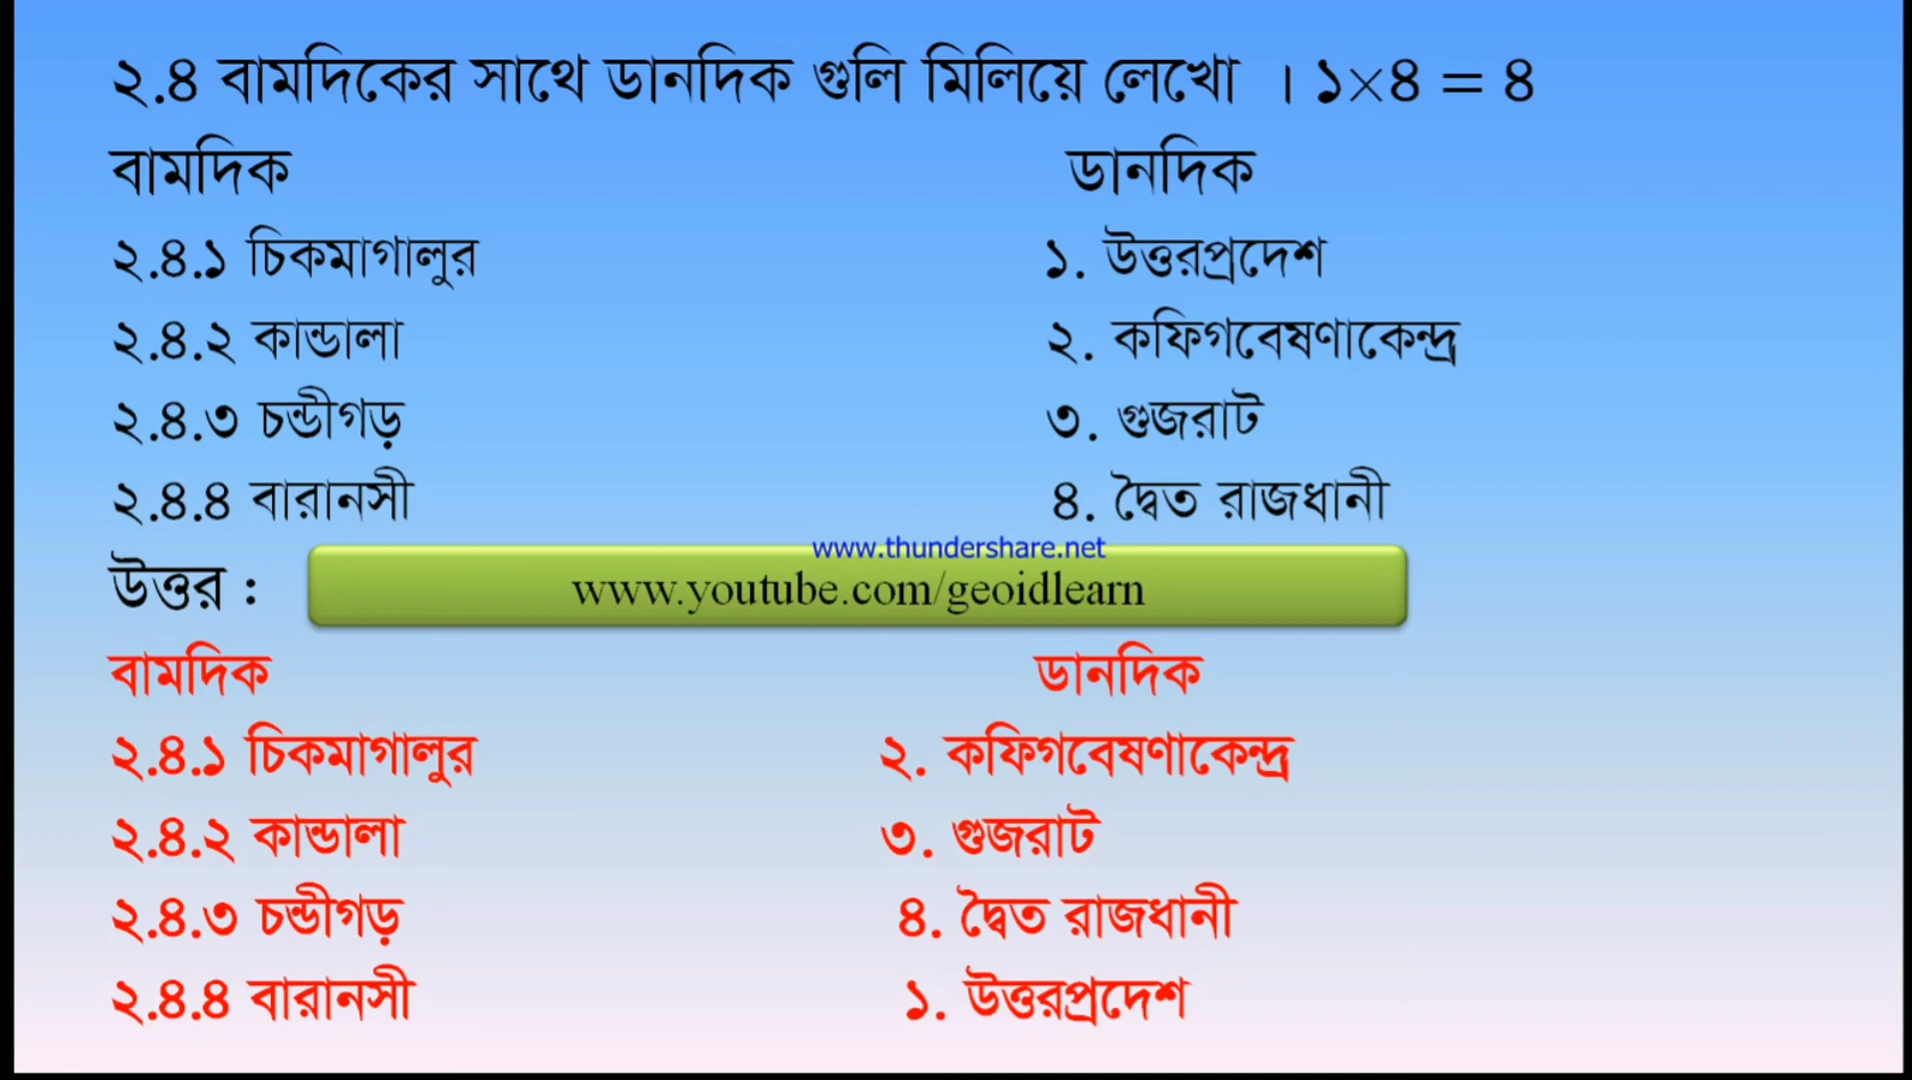 ২.৪ বামদিকের সাথে ডানদিক গুলি মিলিয়ে লেখো । ১×৪ = ৪
বামদিক ডানদিক
২.৪.১ চিকমাগালুর ১. উত্তরপ্রদেশ
২.৪.২ কান্ডালা ২. কফিগবেষণাকেন্দ্র
২.৪.৩ চন্ডীগড় ৩. গুজরাট
২.৪.৪ বারানসী ৪. দ্বৈত রাজধানী
www.thundershare.net
উত্তর : www.youtube.com/geoidlearn
বামদিক ডানদিক
২.৪.১ চিকমাগালুর ২. কফিগবেষণাকেন্দ্র
২.৪.২ কান্ডালা ৩. গুজরাট
২.৪.৩ চন্ডীগড় ৪. দ্বৈত রাজধানী
২.৪.৪ বারানসী ১. উত্তরপ্রদেশ